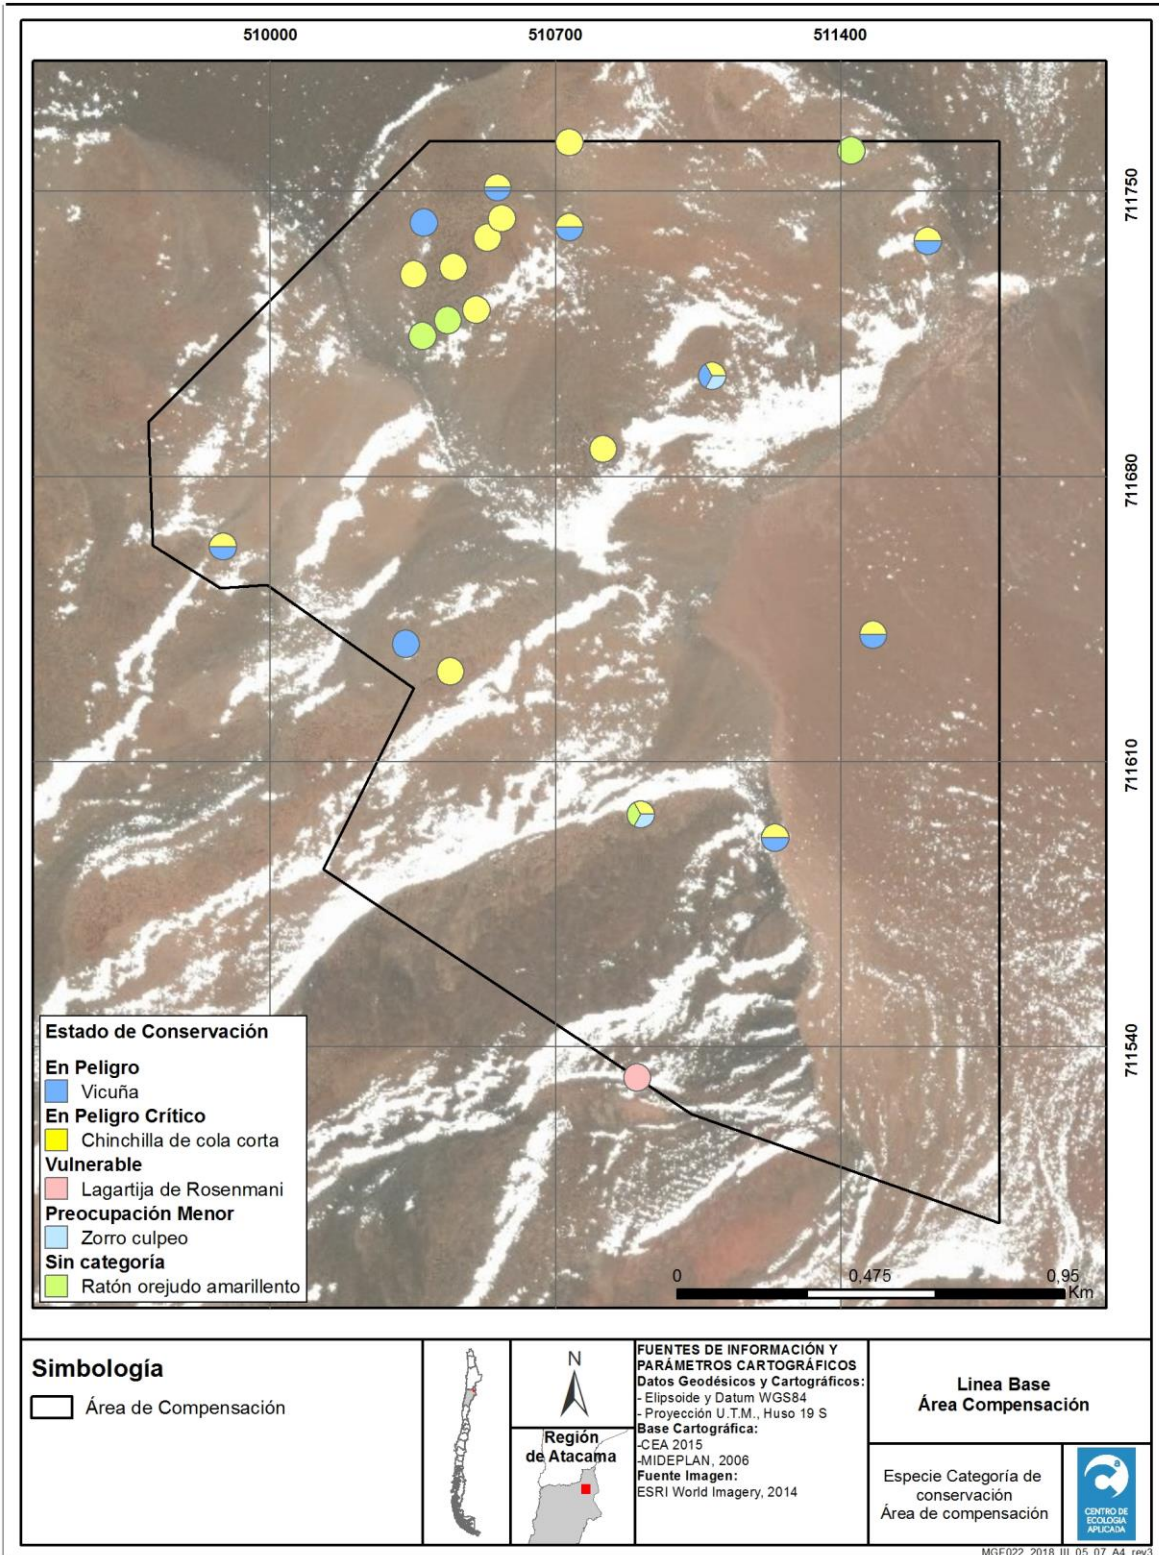 510000 510700 511400
711750
711680
711610
711540
Estado de Conservación
En Peligro
Vicuña
En Peligro Crítico
Chinchilla de cola corta
Vulnerable
Lagartija de Rosenmani
Preocupación Menor
Zorro culpeo
Sin categoría
Ratón orejudo amarillento
0 0,475 0,95
Km
Simbología
Área de Compensación
N
Región
de Atacama
FUENTES DE INFORMACIÓN Y
PARÁMETROS CARTOGRÁFICOS
Datos Geodésicos y Cartográficos:
- Elipsoide y Datum WGS84
- Proyección U.T.M., Huso 19 S
Base Cartográfica:
-CEA 2015
-MIDEPLAN, 2006
Fuente Imagen:
ESRI World Imagery, 2014
Linea Base
Área Compensación
Especie Categoría de
conservación
Área de compensación
a
CENTRO DE
ECOLOGIA
APLICADA
MGF022_2018_III_05_07_A4_rev3